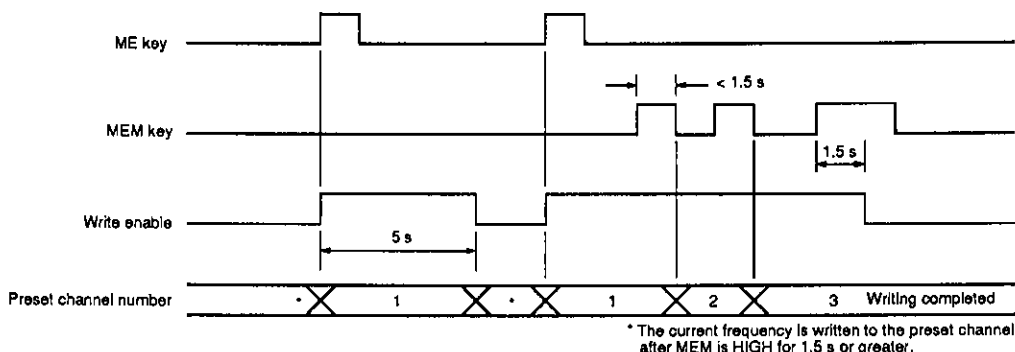 ME key
< 1.5 s
MEM key
1.5 s
Write enable
5 s
Preset channel number * 1 * 1 2 3 Writing completed
* The current frequency is written to the preset channel
after MEM is HIGH for 1.5 s or greater.